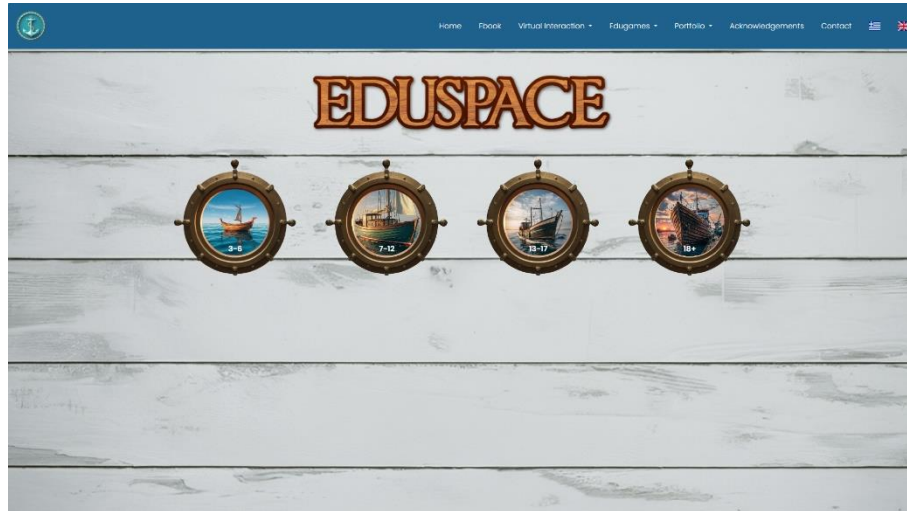 Home Ebook Virtual Interaction Edugames Portfolio Acknowledgements Contact
EDUSPACE
3-6 7-12 13-17 18+